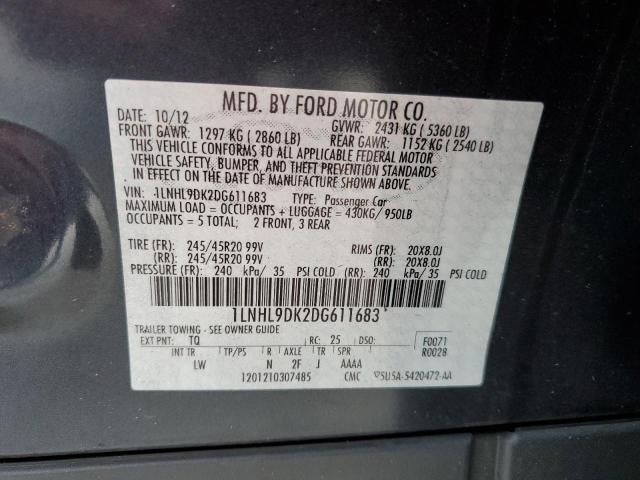 MFD. BY FORD MOTOR CO.
DATE: 10/12 GVWR: 2431 KG ( 5360 LB)
FRONT GAWR: 1297 KG ( 2860 LB) REAR GAWR: 1152 KG ( 2540 LB)
THIS VEHICLE CONFORMS TO ALL APPLICABLE FEDERAL MOTOR
VEHICLE SAFETY, BUMPER, AND THEFT PREVENTION STANDARDS
IN EFFECT ON THE DATE OF MANUFACTURE SHOWN ABOVE.
VIN: 1LNHL9DK2DG611683 TYPE: Passenger Car
MAXIMUM LOAD = OCCUPANTS + LUGGAGE = 430KG/ 950LB
OCCUPANTS = 5 TOTAL; 2 FRONT, 3 REAR
TIRE (FR): 245/45R20 99V RIMS (FR): 20X8.0J
(RR): 245/45R20 99V (RR): 20X8.0J
PRESSURE (FR): 240 kPa/ 35 PSI COLD (RR): 240 kPa/ 35 PSI COLD
1LNHL9DK2DG611683
TRAILER TOWING - SEE OWNER GUIDE
EXT PNT: TQ RC: 25 DSO: F0071
INT TR TP/PS R AXLE TR SPR R0028
LW N 2F J AAAA
1201210307485 CMC 5U5A-S420472-AA